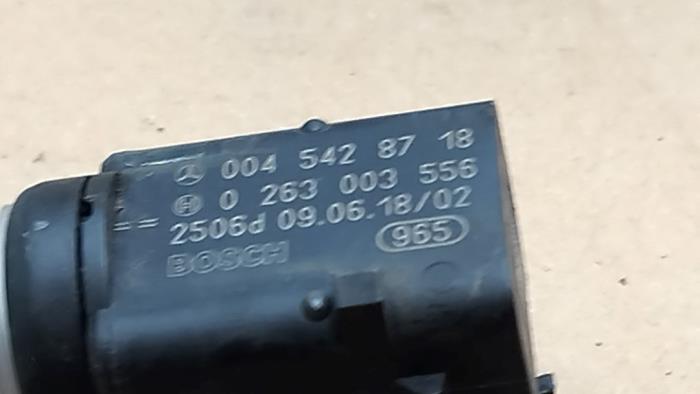 004 542 87 18
0 263 003 556
2506d 09.06.18/02
BOSCH 965